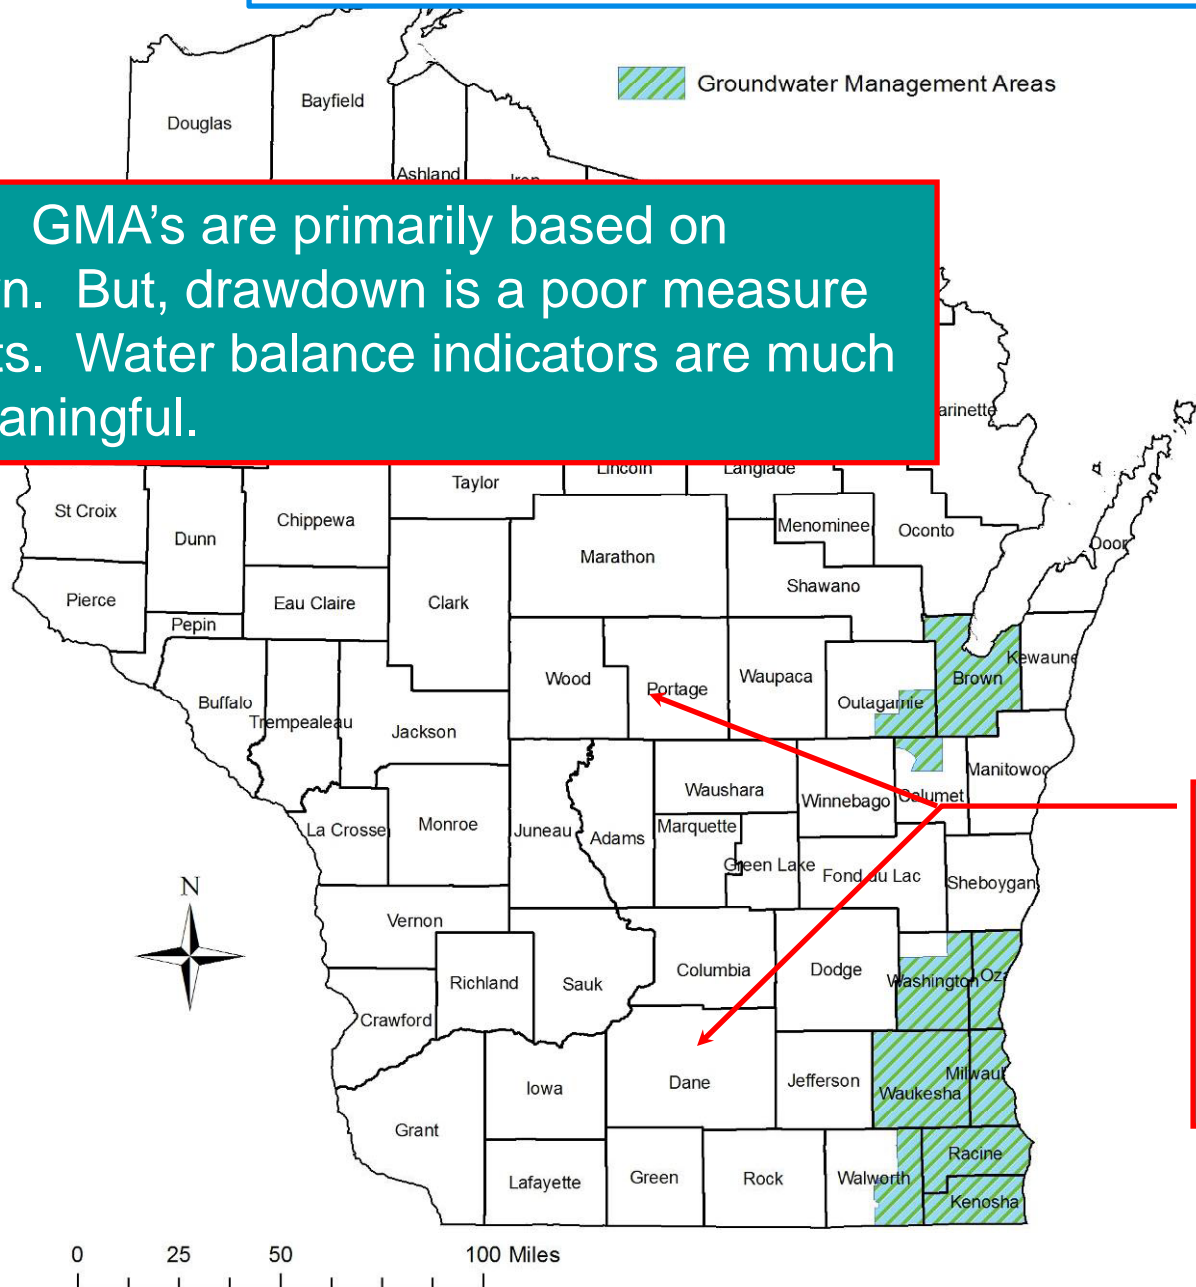 Groundwater Management Areas
Bayfield
Douglas
Ashland
GMA's are primarily based on
But, drawdown is a poor measure
Water balance indicators are much
Taylor
Lincoln
Langlade
St Croix
Dunn
Chippewa
Marathon
Menominee
Oconto
Door
Shawano
Pierce
Eau Claire
Clark
Pepin
Wood
Portage
Waupaca
Outagamie
Brown
Kewaune
Buffalo
Trempealeau
Jackson
Waushara
Winnebago
Calumet
Manitowoc
La Crosse
Monroe
Juneau
Adams
Marquette
Green Lake
Fond du Lac
Sheboygan
N
Vernon
Richland
Sauk
Columbia
Dodge
Washington
Oza
Crawford
Iowa
Dane
Jefferson
Waukesha
Milwauk
Grant
Lafayette
Green
Rock
Walworth
Racine
Kenosha
0 25 50 100 Miles